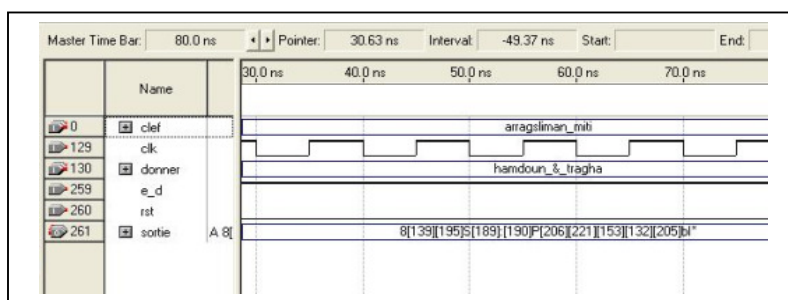 Master Time Bar: 80.0 ns Pointer: 30.63 ns Interval: -49.37 ns Start: End:
Name 30.0 ns 40.0 ns 50.0 ns 60.0 ns 70.0 ns
0 clef arragsliman_miti
129 clk
130 donner hamdoun_&_tragha
259 e_d
260 rst
261 sortie A 8[ 8[139][195]S[189]:[190]P[206][221][153][132][205]bl"